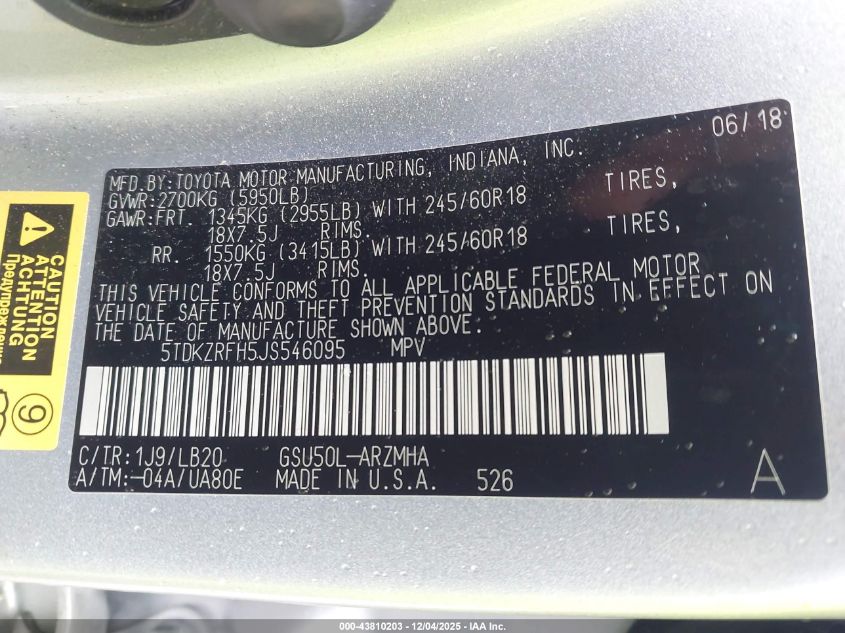 06/18
MFD.BY:TOYOTA MOTOR MANUFACTURING, INDIANA, INC.
GVWR:2700KG (5950LB)
GAWR:FRT. 1345KG (2955LB) WITH 245/60R18 TIRES,
18X7.5J RIMS.
RR. 1550KG (3415LB) WITH 245/60R18 TIRES,
18X7.5J RIMS.
THIS VEHICLE CONFORMS TO ALL APPLICABLE FEDERAL MOTOR
VEHICLE SAFETY AND THEFT PREVENTION STANDARDS IN EFFECT ON
THE DATE OF MANUFACTURE SHOWN ABOVE.
5TDKZRFH5JS546095 MPV
C/TR:1J9/LB20 GSU50L-ARZMHA
A/TM:-04A/UA80E MADE IN U.S.A. 526 A
CAUTION
ATTENTION
ACHTUNG
9
000-43810203 - 12/04/2025 - IAA Inc.